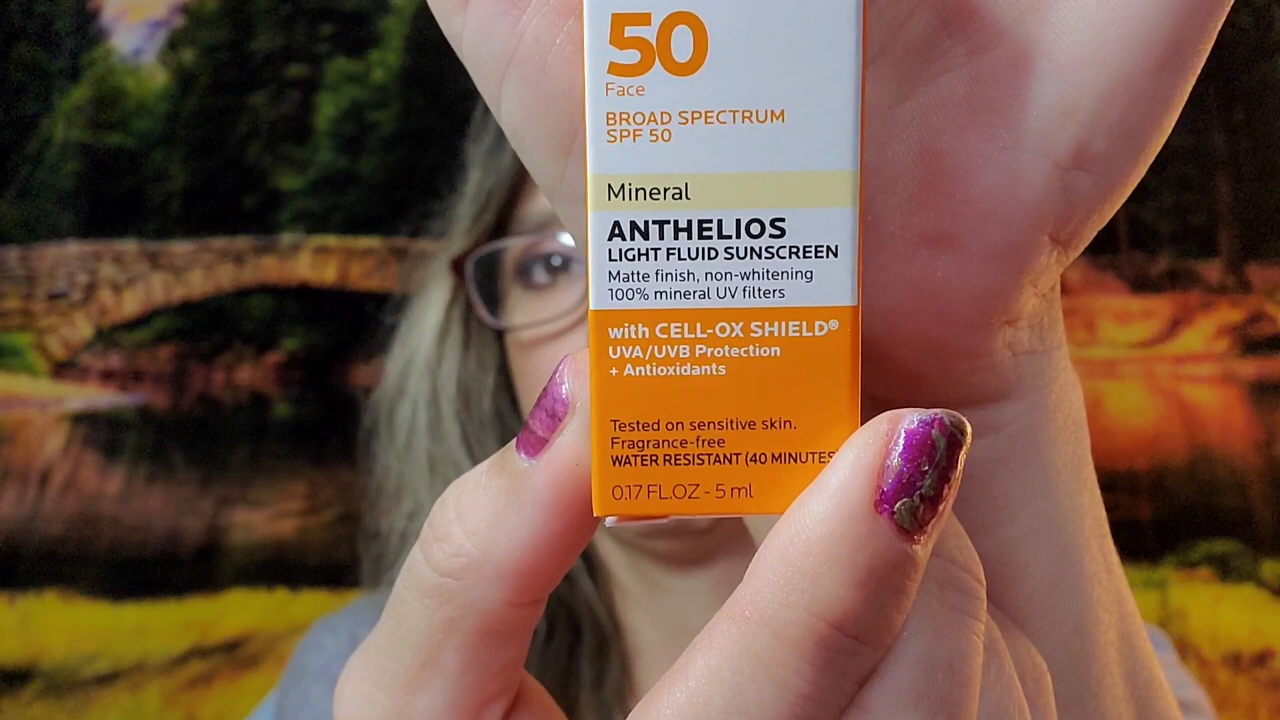 50
Face
BROAD SPECTRUM
SPF 50
Mineral
ANTHELIOS
LIGHT FLUID SUNSCREEN
Matte finish, non-whitening
100% mineral UV filters
with CELL-OX SHIELD®
UVA/UVB Protection
+ Antioxidants
Tested on sensitive skin.
Fragrance-free
WATER RESISTANT (40 MINUTES
0.17 FL.OZ - 5 ml